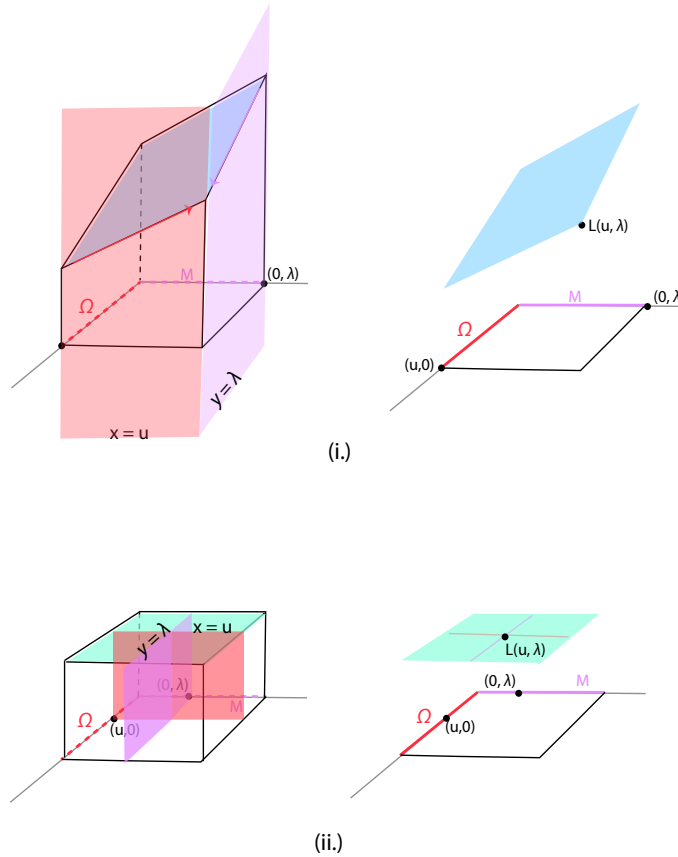 M
(0, λ)
Ω
y = λ
x = u
L(u, λ)
M
(0, λ)
Ω
(u,0)
(i.)
x = u
y = λ
(0, λ)
M
Ω
(u,0)
L(u, λ)
(0, λ)
M
Ω
(u,0)
(ii.)